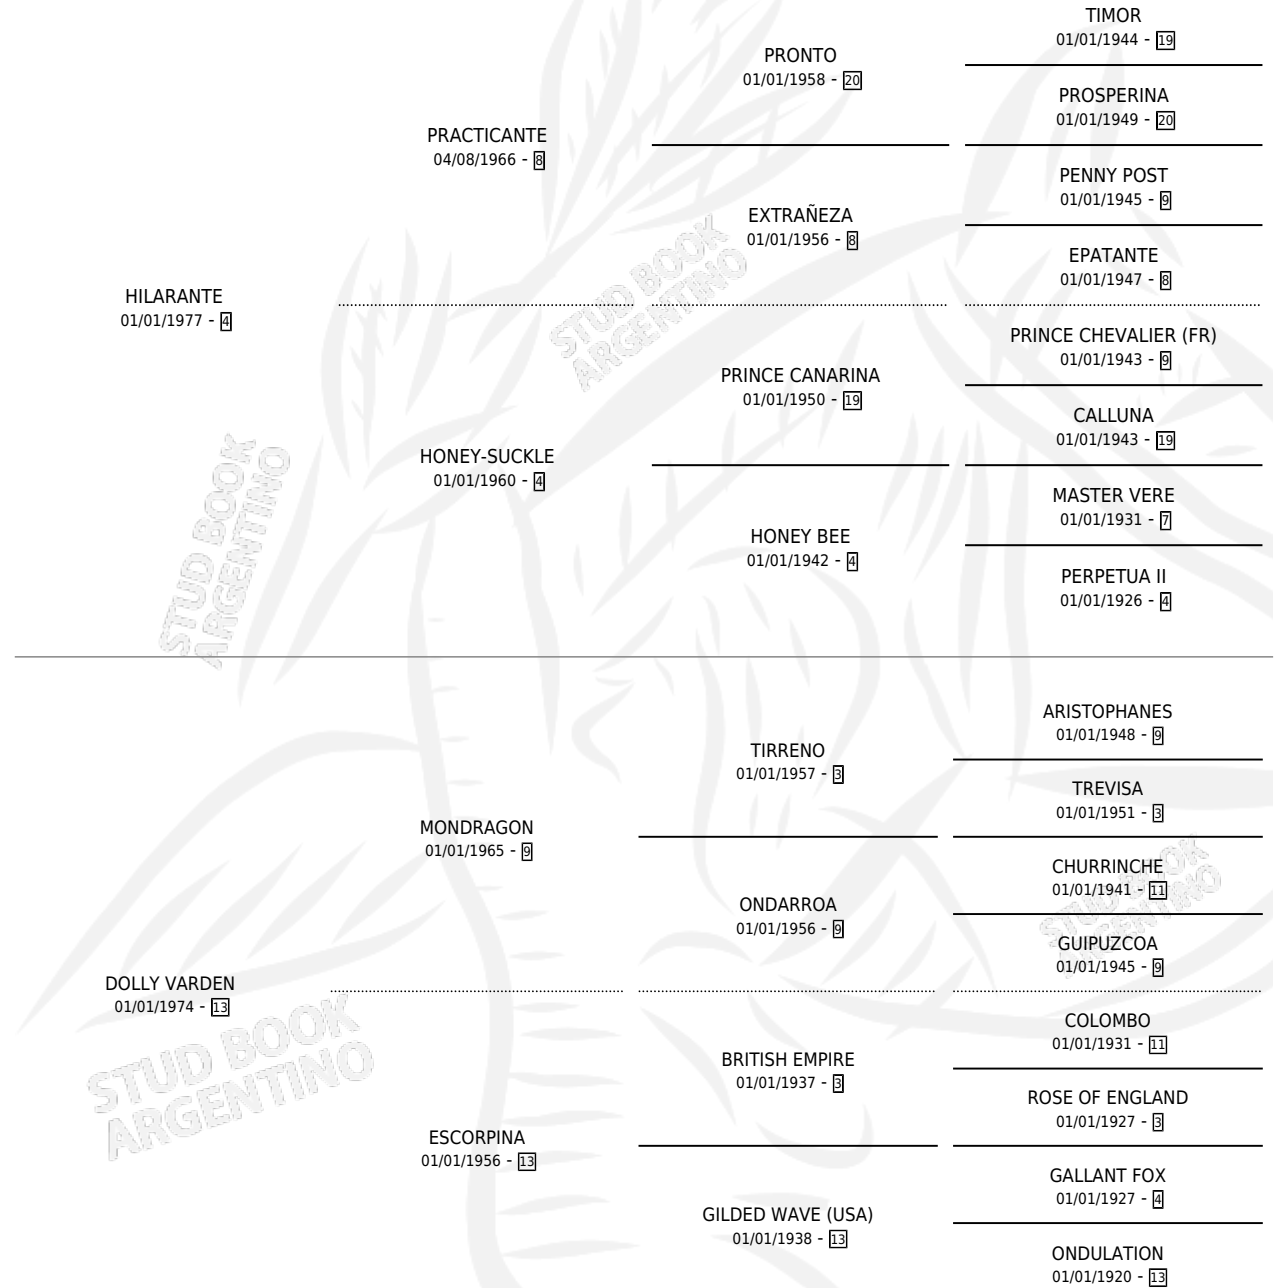 TIMOR
01/01/1944 - 19
PRONTO
01/01/1958 - 20
PROSPERINA
01/01/1949 - 20
PRACTICANTE
04/08/1966 - 8
PENNY POST
01/01/1945 - 9
EXTRAÑEZA
01/01/1956 - 8
EPATANTE
01/01/1947 - 8
HILARANTE
01/01/1977 - 4
STUD BOOK
ARGENTINO
PRINCE CHEVALIER (FR)
01/01/1943 - 9
PRINCE CANARINA
01/01/1950 - 19
CALLUNA
01/01/1943 - 19
HONEY-SUCKLE
01/01/1960 - 4
MASTER VERE
01/01/1931 - 7
HONEY BEE
01/01/1942 - 4
PERPETUA II
01/01/1926 - 4
STUD BOOK
ARGENTINO
ARISTOPHANES
01/01/1948 - 9
TIRRENO
01/01/1957 - 3
TREVISA
01/01/1951 - 3
MONDRAGON
01/01/1965 - 9
CHURRINCHE
01/01/1941 - 11
ONDARROA
01/01/1956 - 9
GUIPUZCOA
01/01/1945 - 9
STUD BOOK
ARGENTINO
DOLLY VARDEN
01/01/1974 - 13
COLOMBO
01/01/1931 - 11
BRITISH EMPIRE
01/01/1937 - 3
ROSE OF ENGLAND
01/01/1927 - 3
STUD BOOK
ARGENTINO
ESCORPINA
01/01/1956 - 13
GALLANT FOX
01/01/1927 - 4
GILDED WAVE (USA)
01/01/1938 - 13
ONDULATION
01/01/1920 - 13